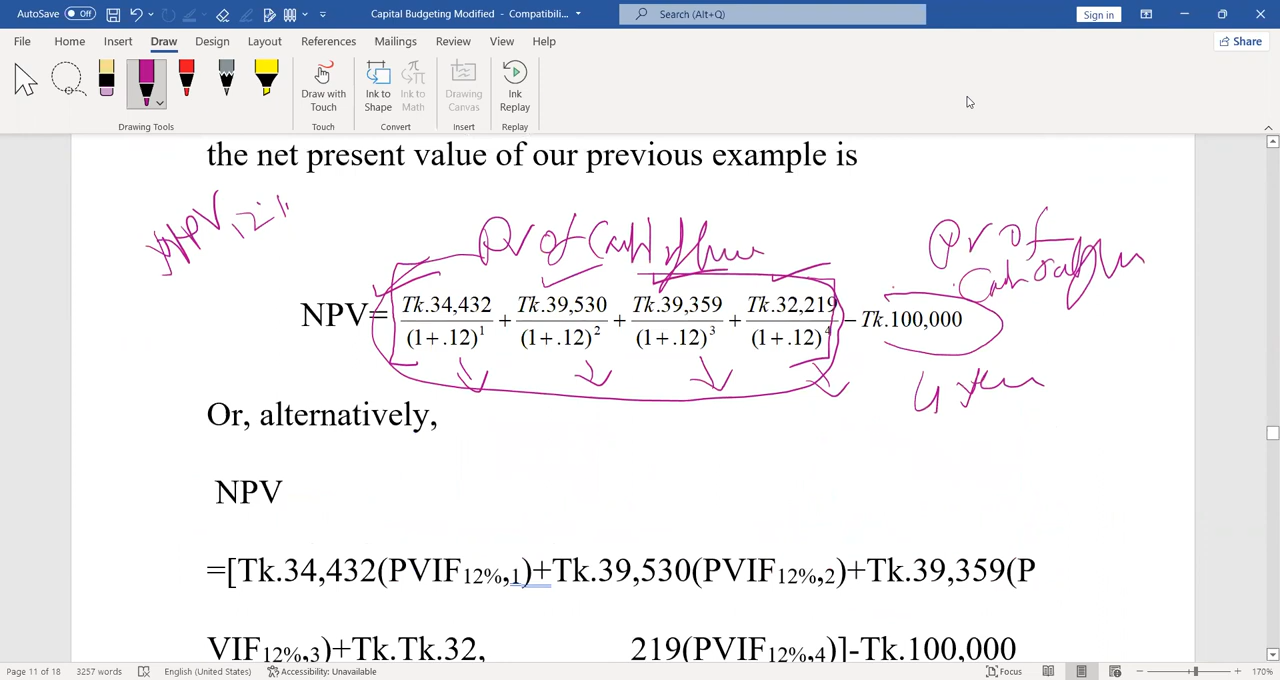 AutoSave Off Capital Budgeting Modified - Compatibili... Search (Alt+Q) Sign in
File Home Insert Draw Design Layout References Mailings Review View Help Share
Draw with Touch Ink to Shape Ink to Math Drawing Canvas Ink Replay
Drawing Tools Touch Convert Insert Replay
the net present value of our previous example is
NPV 12%
PV of Cash
PV of
Cash
NPV= Tk.34,432/(1+.12)¹ + Tk.39,530/(1+.12)² + Tk.39,359/(1+.12)³ + Tk.32,219/(1+.12)⁴ − Tk.100,000
4
Or, alternatively,
NPV
=[Tk.34,432(PVIF12%,1)+Tk.39,530(PVIF12%,2)+Tk.39,359(P
VIF12%,3)+Tk.Tk.32, 219(PVIF12%,4)]-Tk.100,000
Page 11 of 18 3257 words English (United States) Accessibility: Unavailable Focus 170%